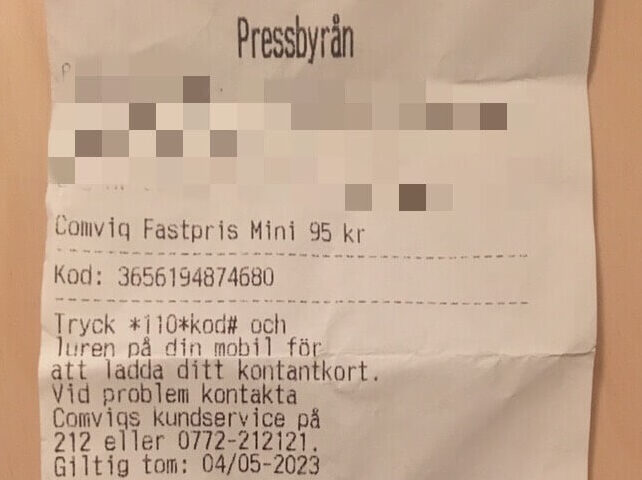 Pressbyrån
Comviq Fastpris Mini 95 kr
Kod: 3656194874680
Tryck *110*kod# och
luren på din mobil för
att ladda ditt kontantkort.
Vid problem kontakta
Comviqs kundservice på
212 eller 0772-212121.
Giltig tom: 04/05-2023